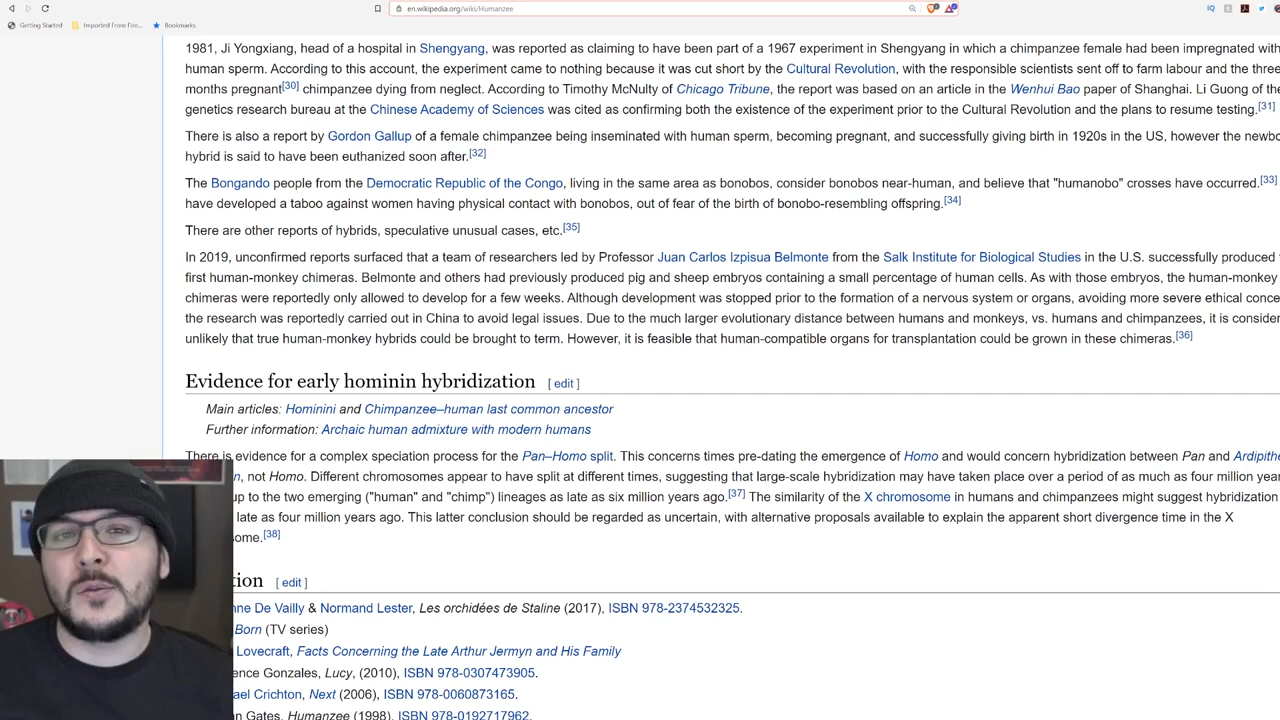 en.wikipedia.org/wiki/Humanzee
Getting Started Imported From Fire... Bookmarks
1981, Ji Yongxiang, head of a hospital in Shengyang, was reported as claiming to have been part of a 1967 experiment in Shengyang in which a chimpanzee female had been impregnated with
human sperm. According to this account, the experiment came to nothing because it was cut short by the Cultural Revolution, with the responsible scientists sent off to farm labour and the three
months pregnant[30] chimpanzee dying from neglect. According to Timothy McNulty of Chicago Tribune, the report was based on an article in the Wenhui Bao paper of Shanghai. Li Guong of the
genetics research bureau at the Chinese Academy of Sciences was cited as confirming both the existence of the experiment prior to the Cultural Revolution and the plans to resume testing.[31]
There is also a report by Gordon Gallup of a female chimpanzee being inseminated with human sperm, becoming pregnant, and successfully giving birth in 1920s in the US, however the newbo
hybrid is said to have been euthanized soon after.[32]
The Bongando people from the Democratic Republic of the Congo, living in the same area as bonobos, consider bonobos near-human, and believe that "humanobo" crosses have occurred.[33]
have developed a taboo against women having physical contact with bonobos, out of fear of the birth of bonobo-resembling offspring.[34]
There are other reports of hybrids, speculative unusual cases, etc.[35]
In 2019, unconfirmed reports surfaced that a team of researchers led by Professor Juan Carlos Izpisua Belmonte from the Salk Institute for Biological Studies in the U.S. successfully produced
first human-monkey chimeras. Belmonte and others had previously produced pig and sheep embryos containing a small percentage of human cells. As with those embryos, the human-monkey
chimeras were reportedly only allowed to develop for a few weeks. Although development was stopped prior to the formation of a nervous system or organs, avoiding more severe ethical conce
the research was reportedly carried out in China to avoid legal issues. Due to the much larger evolutionary distance between humans and monkeys, vs. humans and chimpanzees, it is consider
unlikely that true human-monkey hybrids could be brought to term. However, it is feasible that human-compatible organs for transplantation could be grown in these chimeras.[36]
Evidence for early hominin hybridization [ edit ]
Main articles: Hominini and Chimpanzee–human last common ancestor
Further information: Archaic human admixture with modern humans
There is evidence for a complex speciation process for the Pan–Homo split. This concerns times pre-dating the emergence of Homo and would concern hybridization between Pan and Ardipithe
n, not Homo. Different chromosomes appear to have split at different times, suggesting that large-scale hybridization may have taken place over a period of as much as four million year
up to the two emerging ("human" and "chimp") lineages as late as six million years ago.[37] The similarity of the X chromosome in humans and chimpanzees might suggest hybridization
late as four million years ago. This latter conclusion should be regarded as uncertain, with alternative proposals available to explain the apparent short divergence time in the X
some.[38]
tion [ edit ]
nne De Vailly & Normand Lester, Les orchidées de Staline (2017), ISBN 978-2374532325.
Born (TV series)
Lovecraft, Facts Concerning the Late Arthur Jermyn and His Family
ence Gonzales, Lucy, (2010), ISBN 978-0307473905.
ael Crichton, Next (2006), ISBN 978-0060873165.
n Gates, Humanzee (1998), ISBN 978-0192717962.